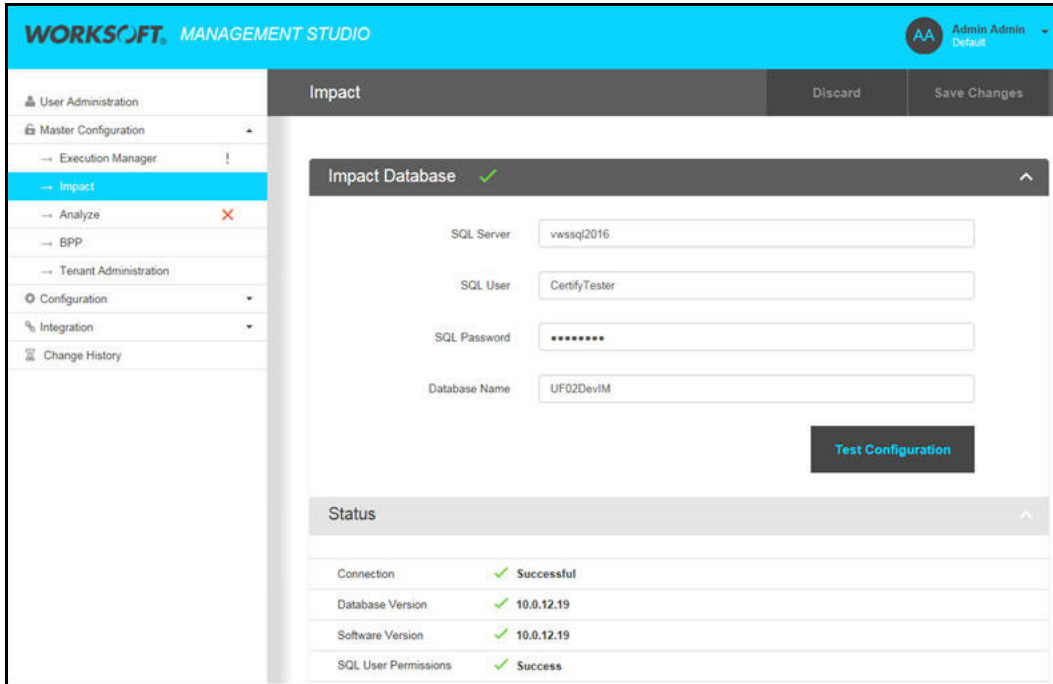 WORKSOFT® MANAGEMENT STUDIO
AA
Admin Admin
Default
User Administration
Master Configuration
→ Execution Manager !
→ Impact
→ Analyze
→ BPP
→ Tenant Administration
Configuration
Integration
Change History
Impact
Discard
Save Changes
Impact Database
SQL Server vwssql2016
SQL User CertifyTester
SQL Password ••••••••
Database Name UF02DevIM
Test Configuration
Status
Connection Successful
Database Version 10.0.12.19
Software Version 10.0.12.19
SQL User Permissions Success